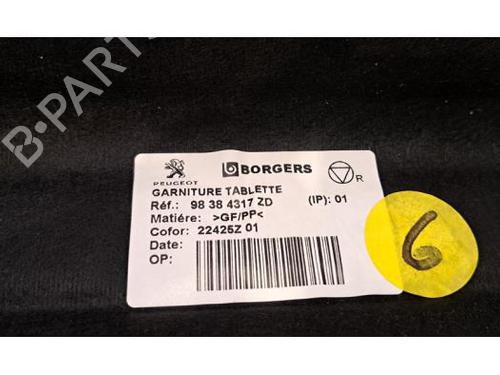 B-PARTS
PEUGEOT
BORGERS
R
GARNITURE TABLETTE
Réf.: 98 38 4317 ZD (IP): 01
Matiére: >GF/PP<
Cofor: 22425Z 01
Date:
OP:
6